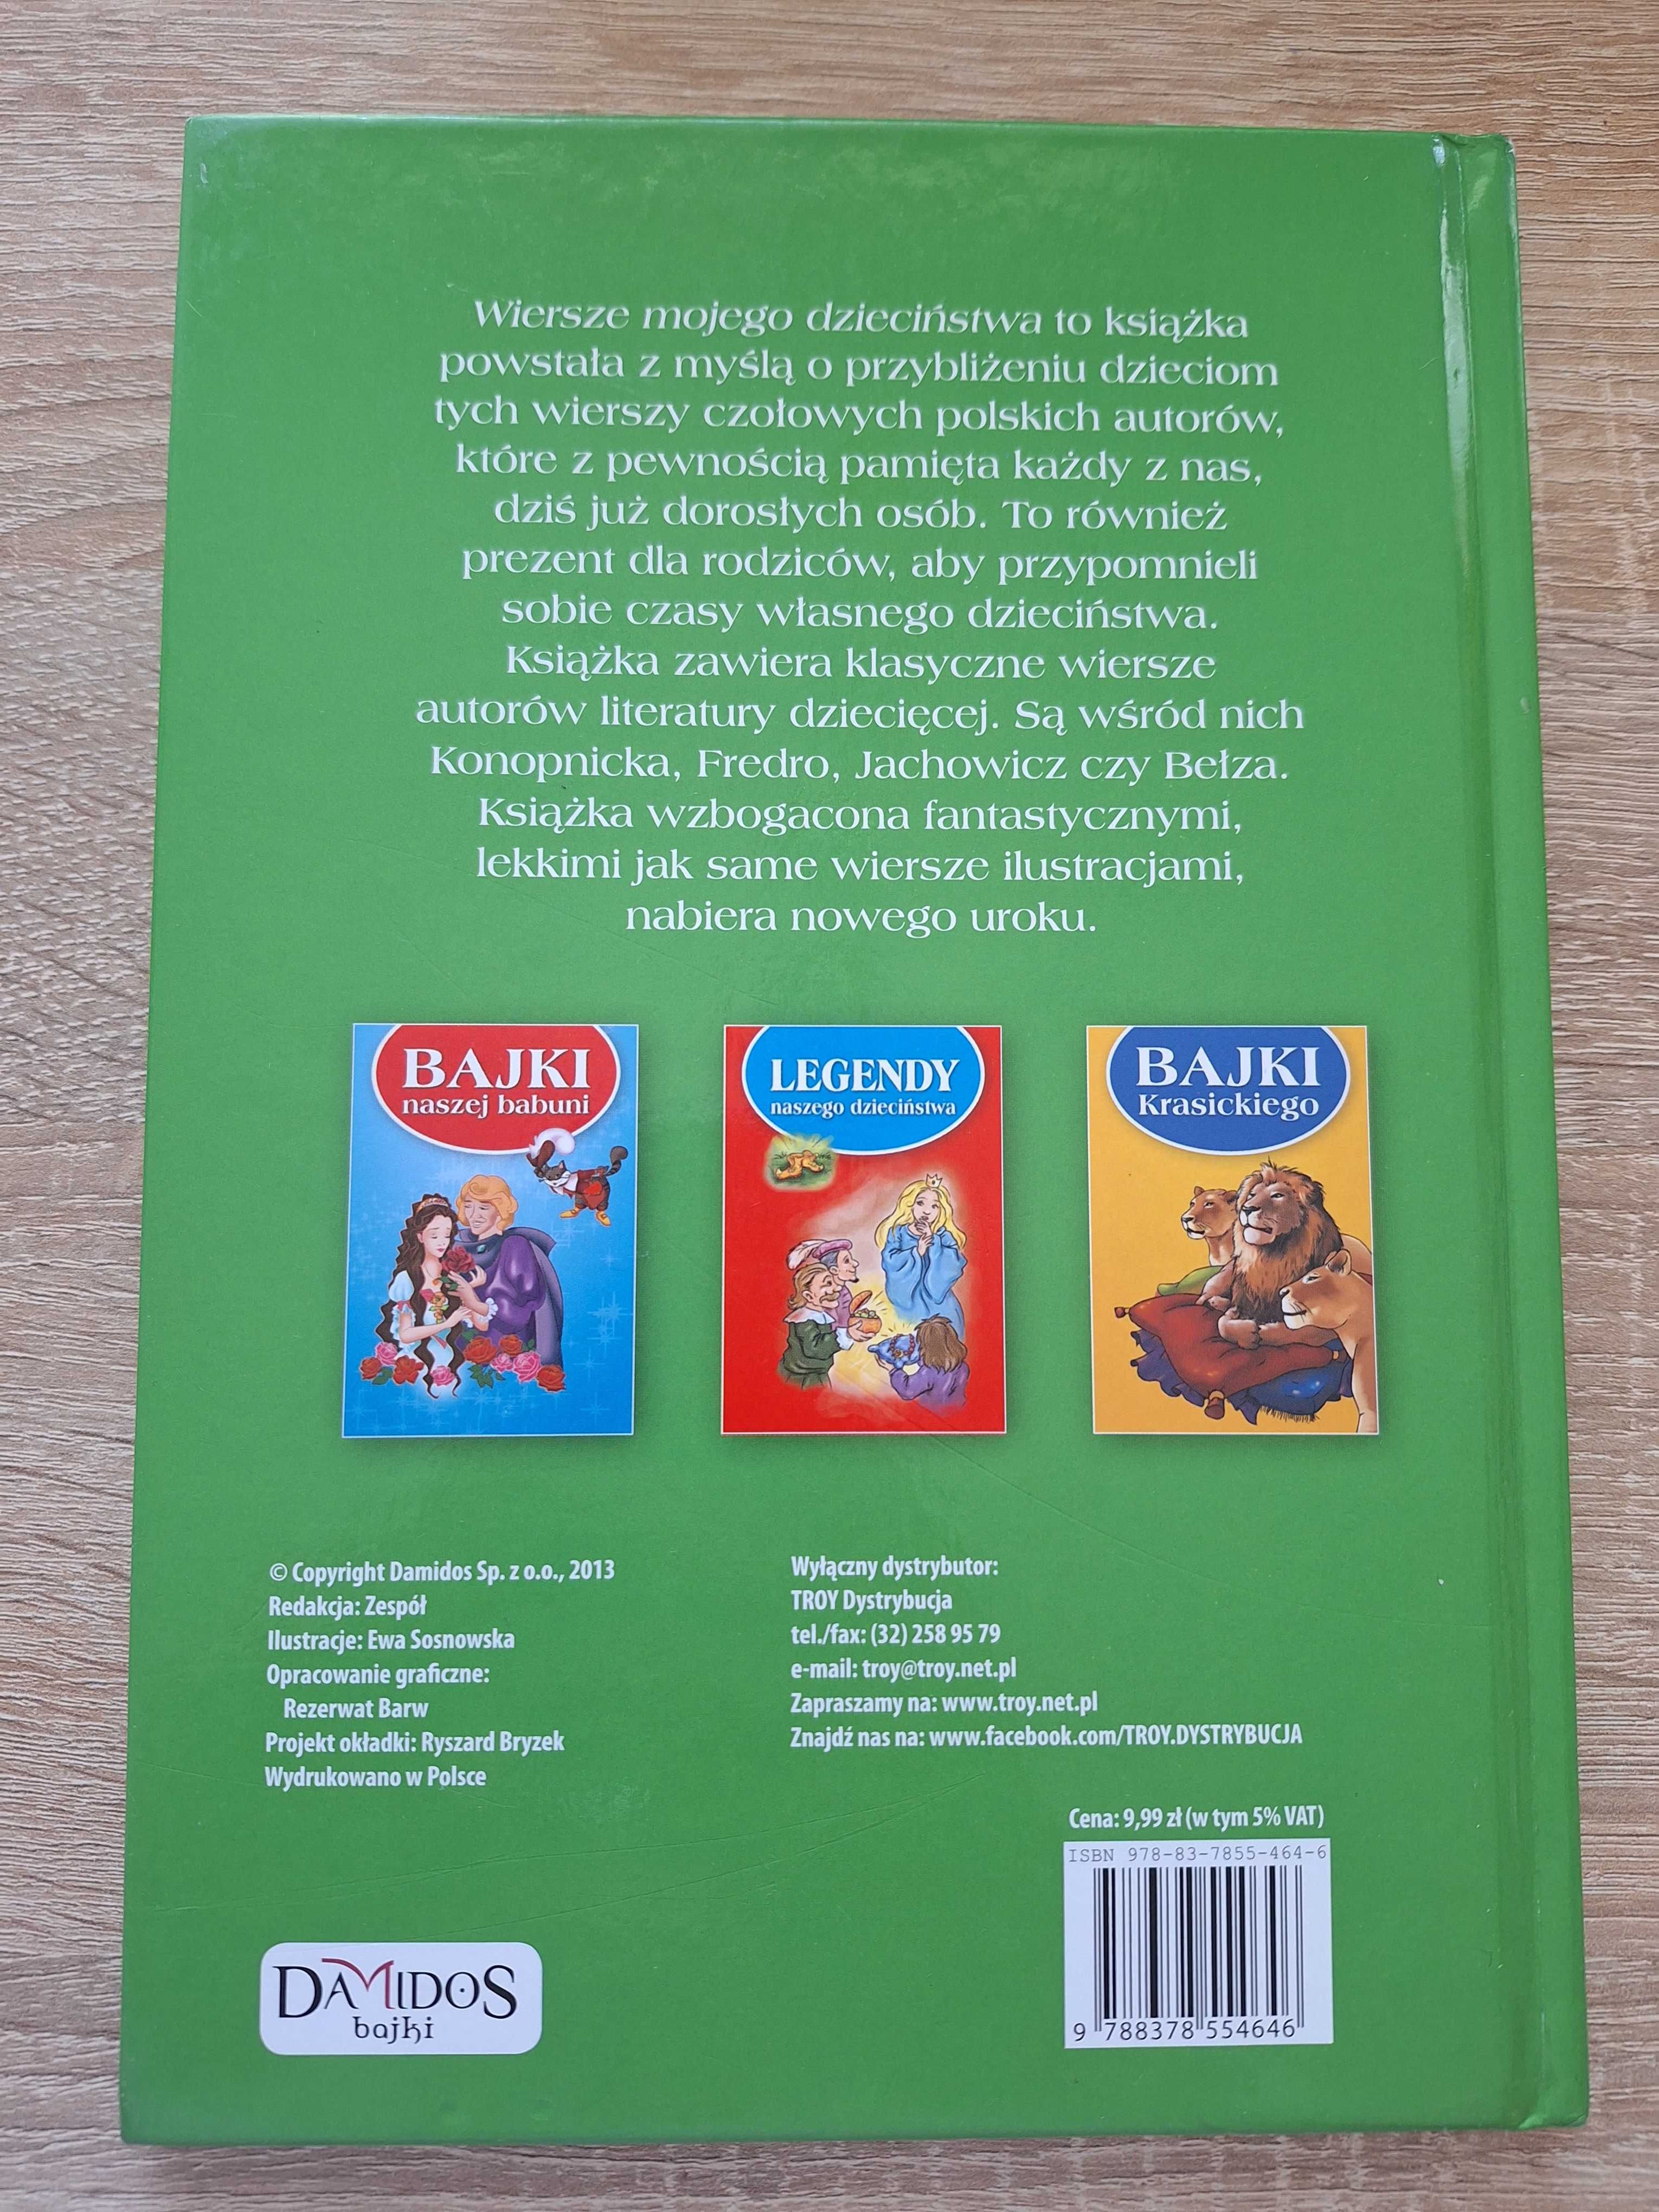 Wiersze mojego dzieciństwa to książka
powstała z myślą o przybliżeniu dzieciom
tych wierszy czołowych polskich autorów,
które z pewnością pamięta każdy z nas,
dziś już dorosłych osób. To również
prezent dla rodziców, aby przypomnieli
sobie czasy własnego dzieciństwa.
Książka zawiera klasyczne wiersze
autorów literatury dziecięcej. Są wśród nich
Konopnicka, Fredro, Jachowicz czy Bełza.
Książka wzbogacona fantastycznymi,
lekkimi jak same wiersze ilustracjami,
nabiera nowego uroku.
BAJKI
naszej babuni
LEGENDY
naszego dzieciństwa
BAJKI
Krasickiego
© Copyright Damidos Sp. z o.o., 2013
Redakcja: Zespół
Ilustracje: Ewa Sosnowska
Opracowanie graficzne:
Rezerwat Barw
Projekt okładki: Ryszard Bryzek
Wydrukowano w Polsce
Wyłączny dystrybutor:
TROY Dystrybucja
tel./fax: (32) 258 95 79
e-mail: troy@troy.net.pl
Zapraszamy na: www.troy.net.pl
Znajdź nas na: www.facebook.com/TROY.DYSTRYBUCJA
Cena: 9,99 zł (w tym 5% VAT)
ISBN 978-83-7855-464-6
9 788378 554646
DAMIDOS
bajki